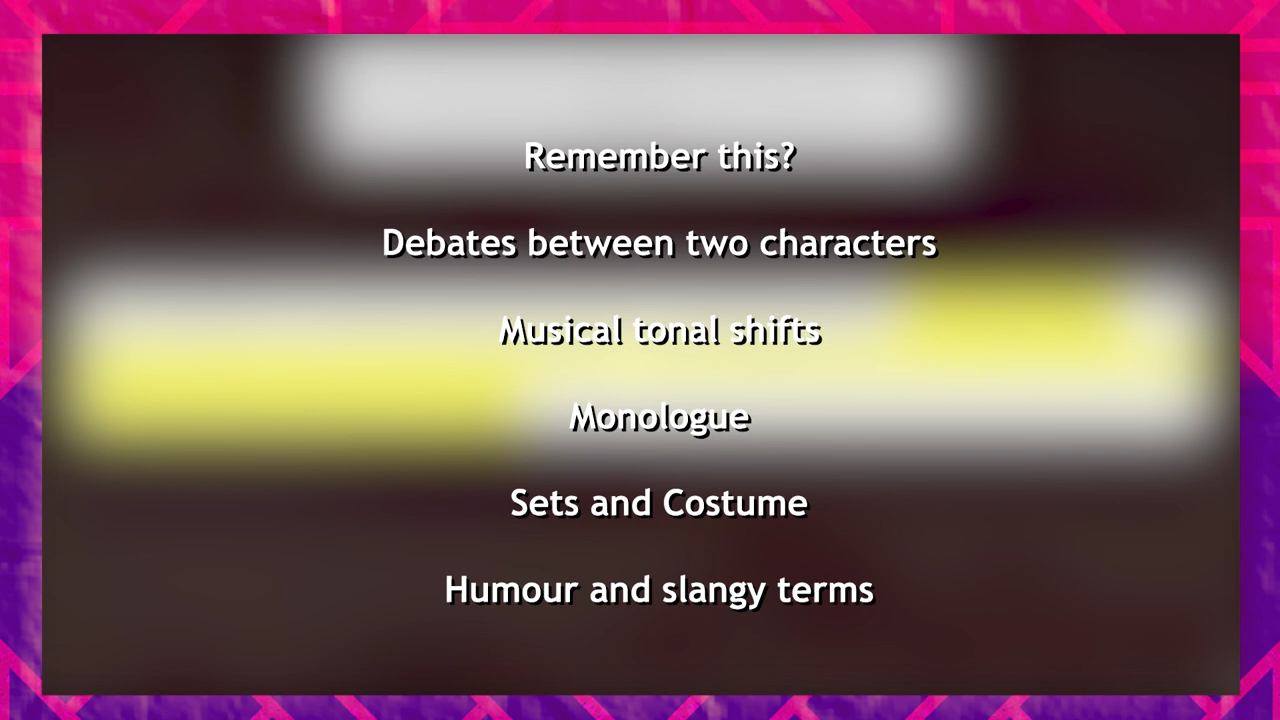 Remember this?
Debates between two characters
Musical tonal shifts
Monologue
Sets and Costume
Humour and slangy terms